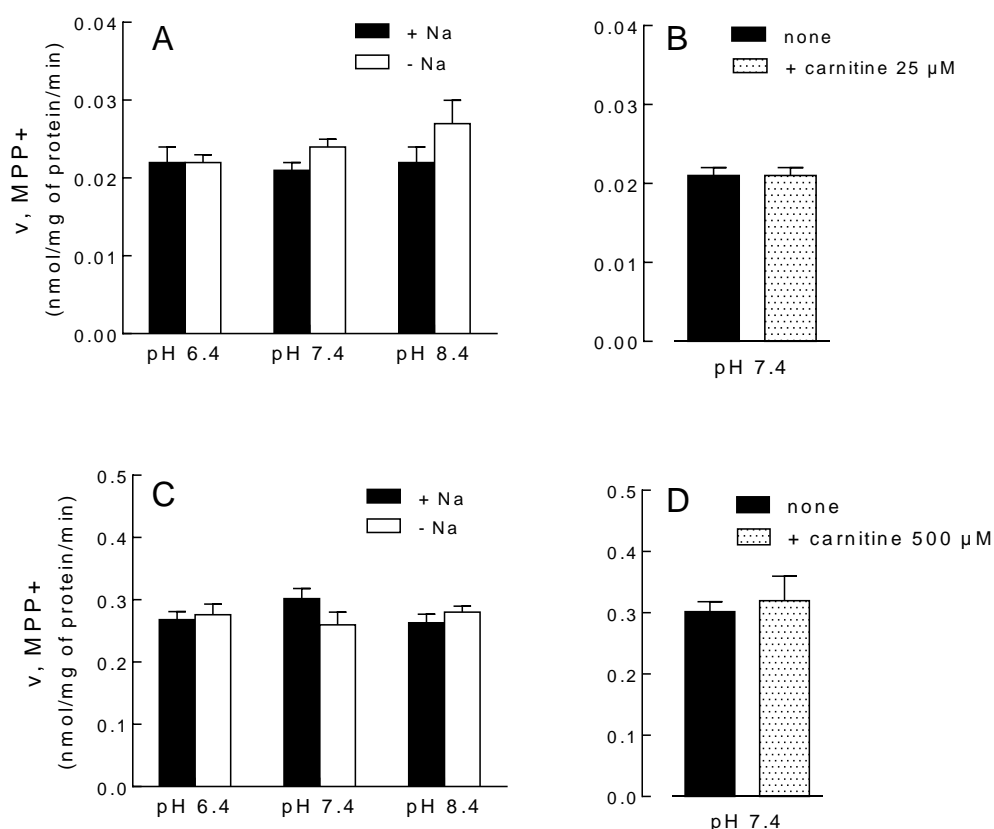 A
+ Na
- Na
v, MPP+
(nmol/mg of protein/min)
0.04
0.03
0.02
0.01
0.00
pH 6.4
pH 7.4
pH 8.4
B
none
+ carnitine 25 µM
0.04
0.03
0.02
0.01
0.00
pH 7.4
C
+ Na
- Na
v, MPP+
(nmol/mg of protein/min)
0.5
0.4
0.3
0.2
0.1
0.0
pH 6.4
pH 7.4
pH 8.4
D
none
+ carnitine 500 µM
0.5
0.4
0.3
0.2
0.1
0.0
pH 7.4